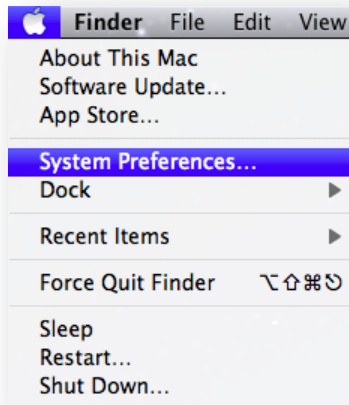 Finder File Edit View
About This Mac
Software Update...
App Store...
System Preferences...
Dock
Recent Items
Force Quit Finder ⌥⇧⌘⎋
Sleep
Restart...
Shut Down...